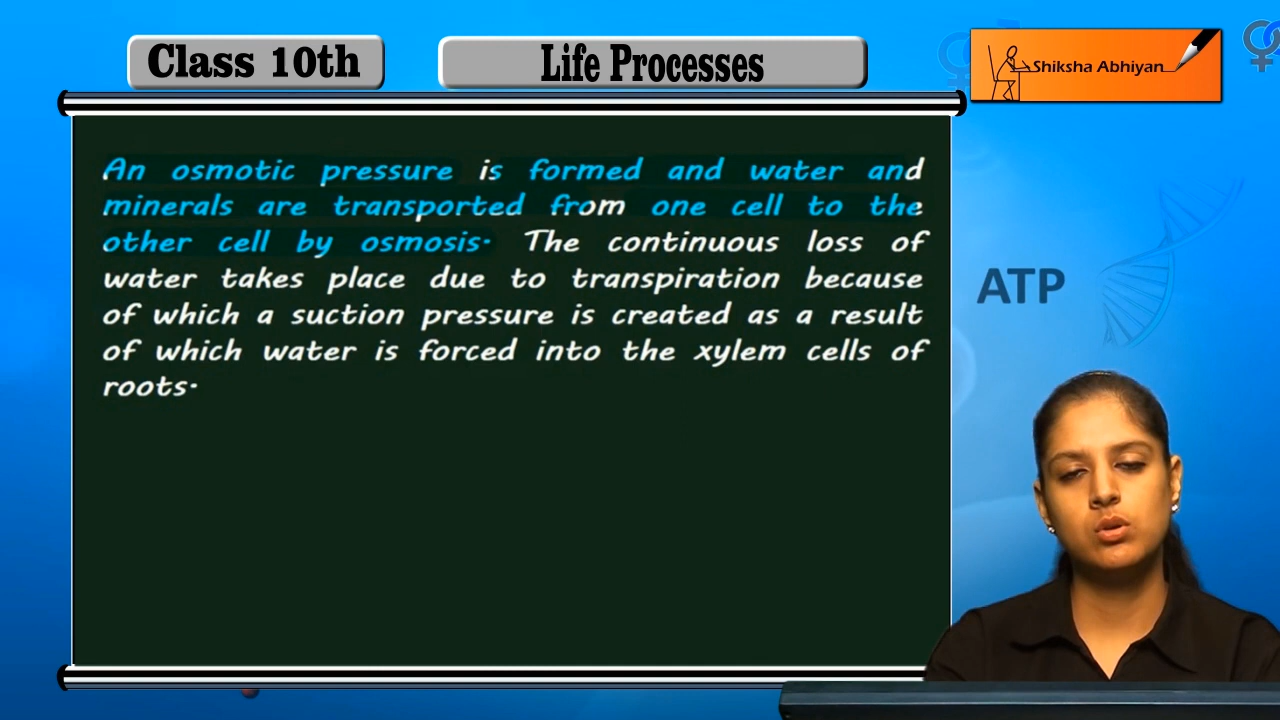 Class 10th
Life Processes
Shiksha Abhiyan
An osmotic pressure is formed and water and
minerals are transported from one cell to the
other cell by osmosis. The continuous loss of
water takes place due to transpiration because
of which a suction pressure is created as a result
of which water is forced into the xylem cells of
roots.
ATP